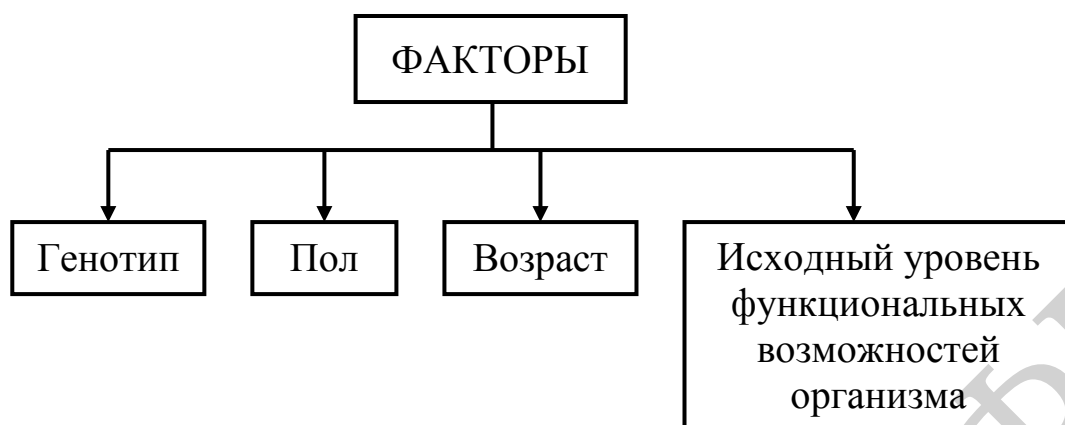 ФАКТОРЫ
Генотип
Пол
Возраст
Исходный уровень
функциональных
возможностей
организма